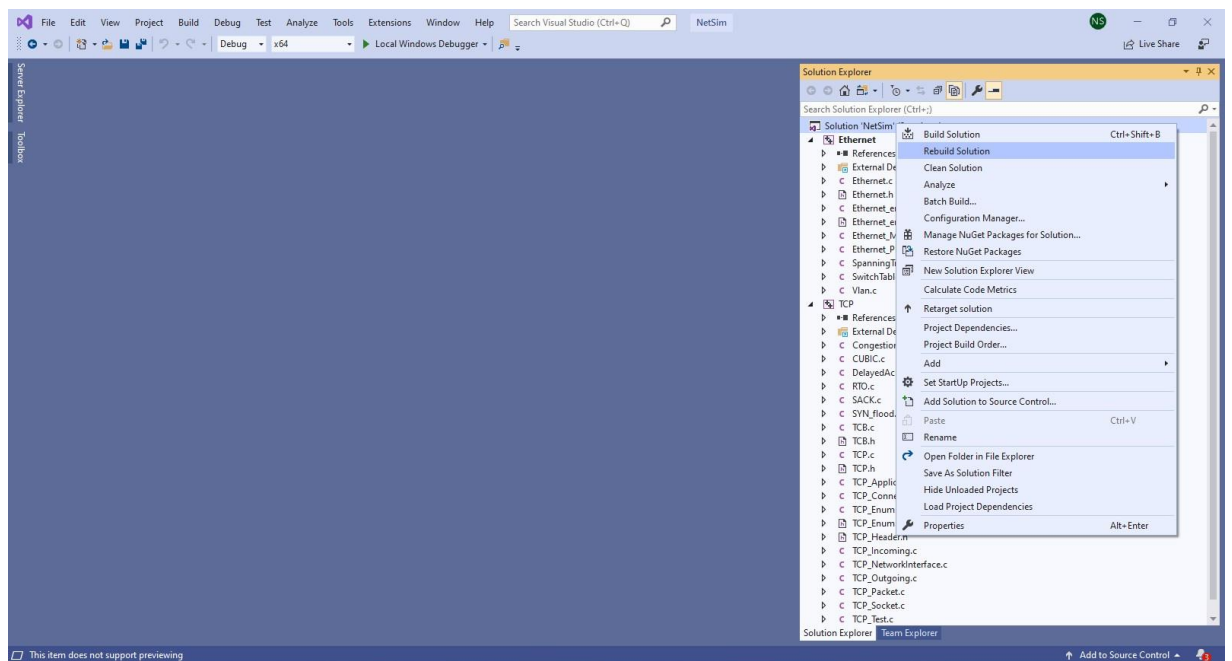 File Edit View Project Build Debug Test Analyze Tools Extensions Window Help Search Visual Studio (Ctrl+Q) NetSim NS
Debug x64 Local Windows Debugger Live Share
Server Explorer
Toolbox
Solution Explorer
Search Solution Explorer (Ctrl+;)
Solution 'NetSim'
Ethernet
References
External De
Ethernet.c
Ethernet.h
Ethernet_e
Ethernet_e
Ethernet_M
Ethernet_P
SpanningT
SwitchTabl
Vlan.c
TCP
References
External De
Congestion
CUBIC.c
DelayedAc
RTO.c
SACK.c
SYN_flood.
TCB.c
TCB.h
TCP.c
TCP.h
TCP_Applic
TCP_Conne
TCP_Enum
TCP_Enum
TCP_Header.h
TCP_Incoming.c
TCP_NetworkInterface.c
TCP_Outgoing.c
TCP_Packet.c
TCP_Socket.c
TCP_Test.c
Build Solution Ctrl+Shift+B
Rebuild Solution
Clean Solution
Analyze
Batch Build...
Configuration Manager...
Manage NuGet Packages for Solution...
Restore NuGet Packages
New Solution Explorer View
Calculate Code Metrics
Retarget solution
Project Dependencies...
Project Build Order...
Add
Set StartUp Projects...
Add Solution to Source Control...
Paste Ctrl+V
Rename
Open Folder in File Explorer
Save As Solution Filter
Hide Unloaded Projects
Load Project Dependencies
Properties Alt+Enter
Solution Explorer Team Explorer
This item does not support previewing Add to Source Control 3